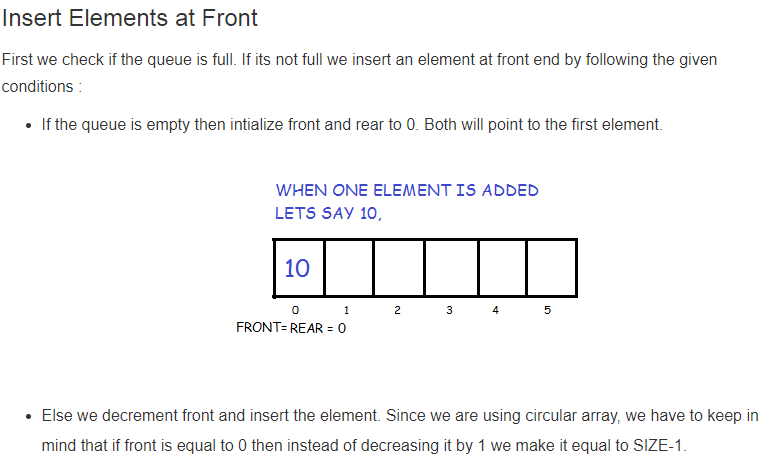 Insert Elements at Front
First we check if the queue is full. If its not full we insert an element at front end by following the given
conditions :
• If the queue is empty then intialize front and rear to 0. Both will point to the first element.
WHEN ONE ELEMENT IS ADDED
LETS SAY 10,
10
0 1 2 3 4 5
FRONT= REAR = 0
• Else we decrement front and insert the element. Since we are using circular array, we have to keep in
mind that if front is equal to 0 then instead of decreasing it by 1 we make it equal to SIZE-1.